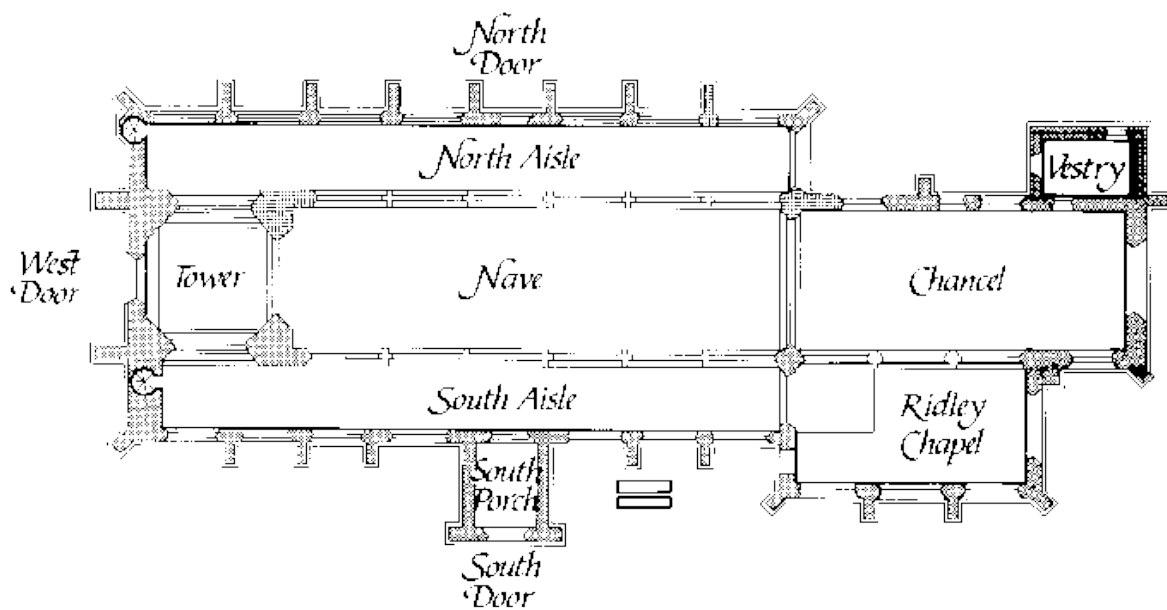 North
Door
North Aisle
Vestry
West
Door
Tower
Nave
Chancel
South Aisle
Ridley
Chapel
South
Porch
South
Door